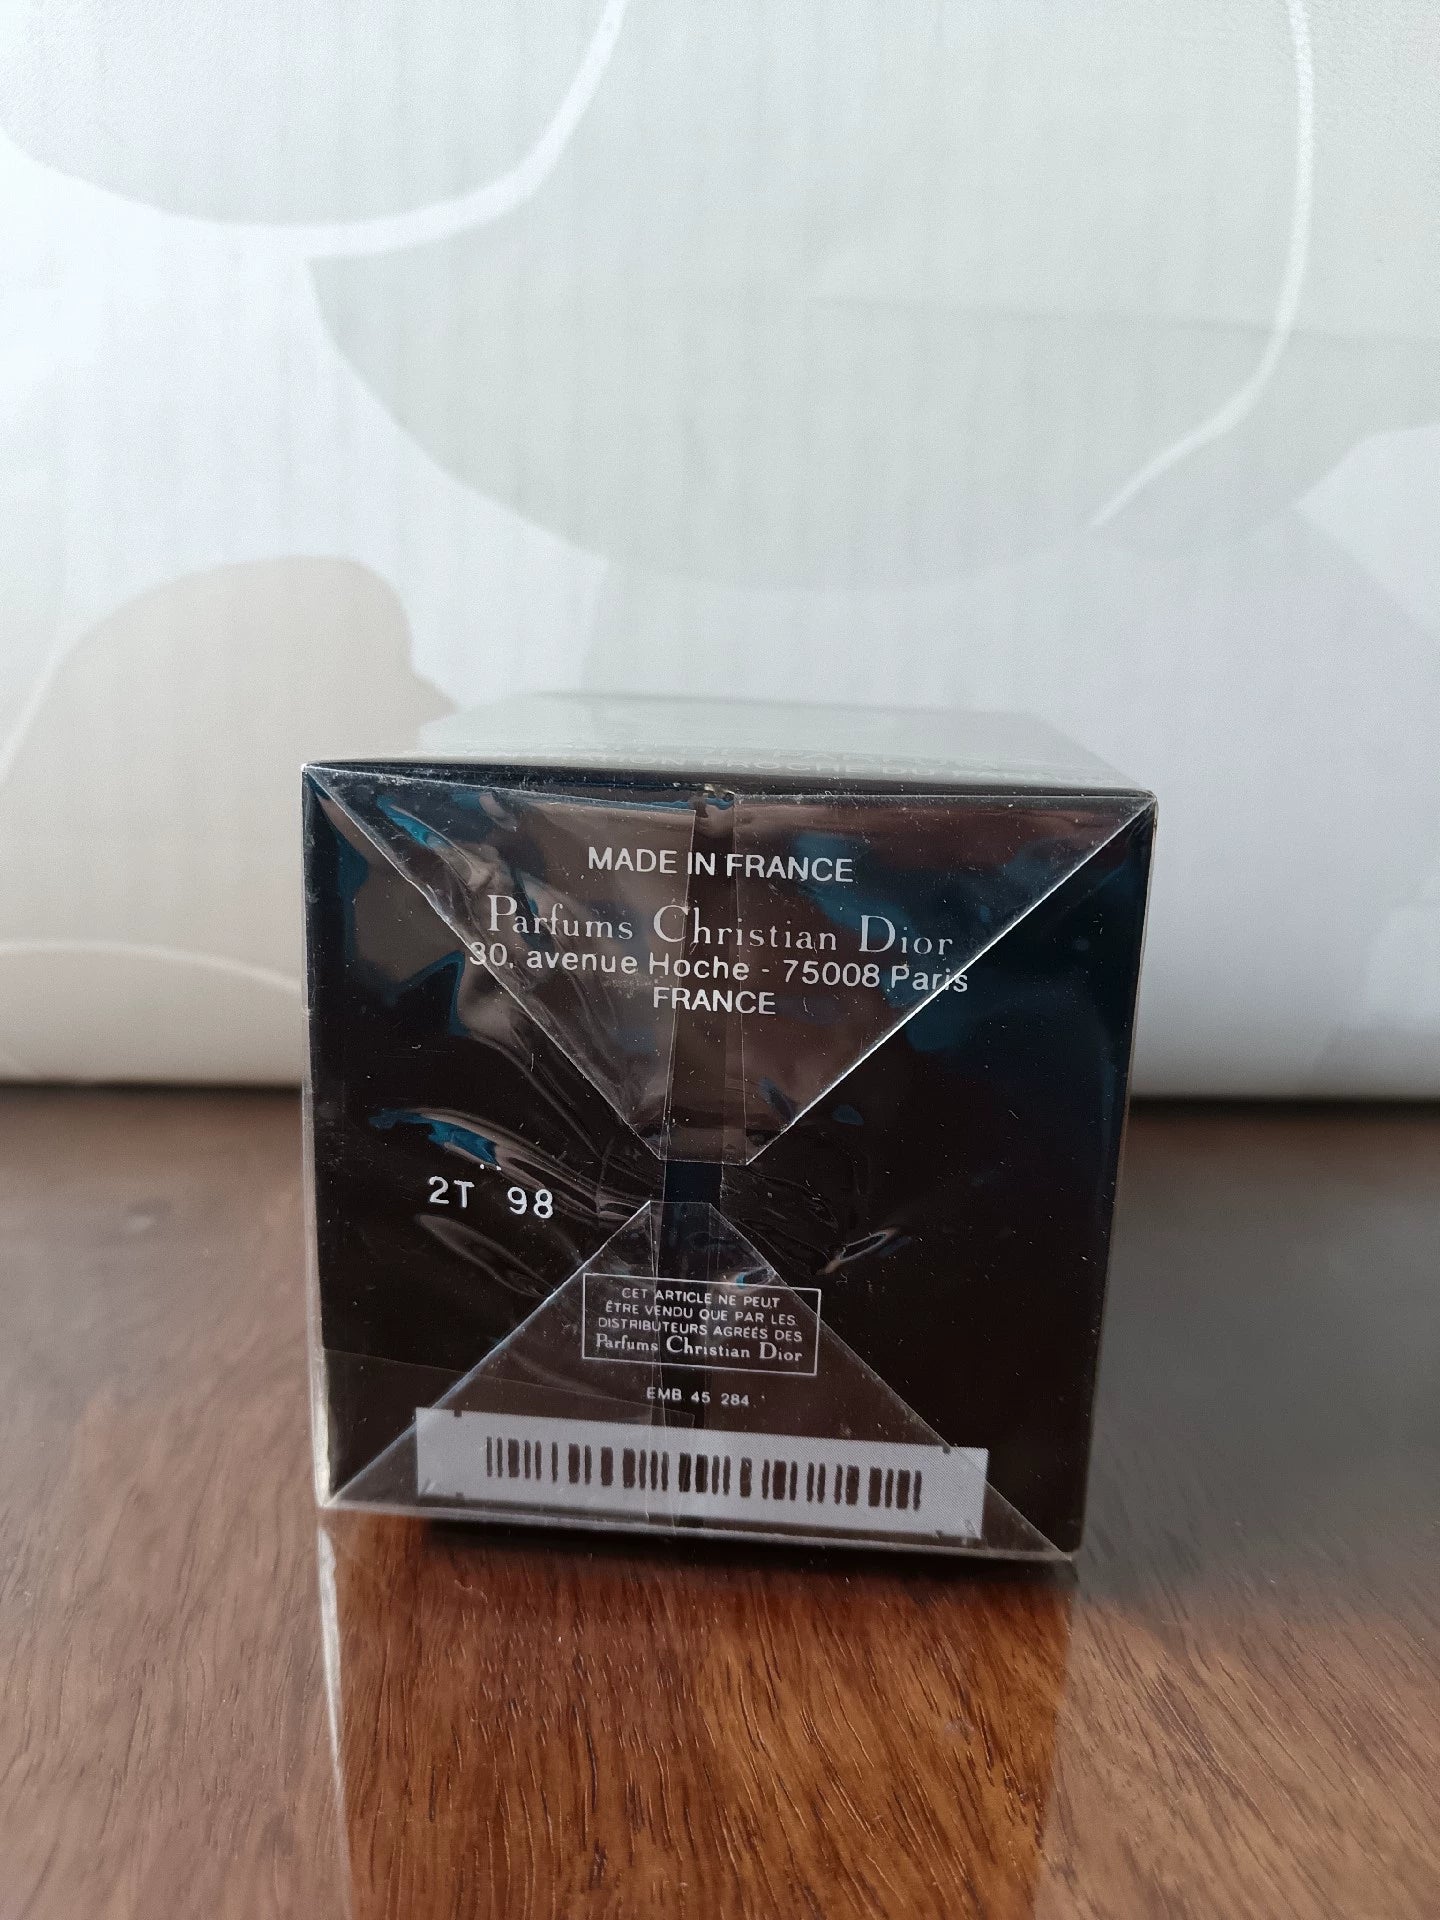 MADE IN FRANCE
Parfums Christian Dior
30, avenue Hoche - 75008 Paris
FRANCE
2T 98
CET ARTICLE NE PEUT
ÊTRE VENDU QUE PAR LES
DISTRIBUTEURS AGRÉÉS DES
Parfums Christian Dior
EMB 45 284